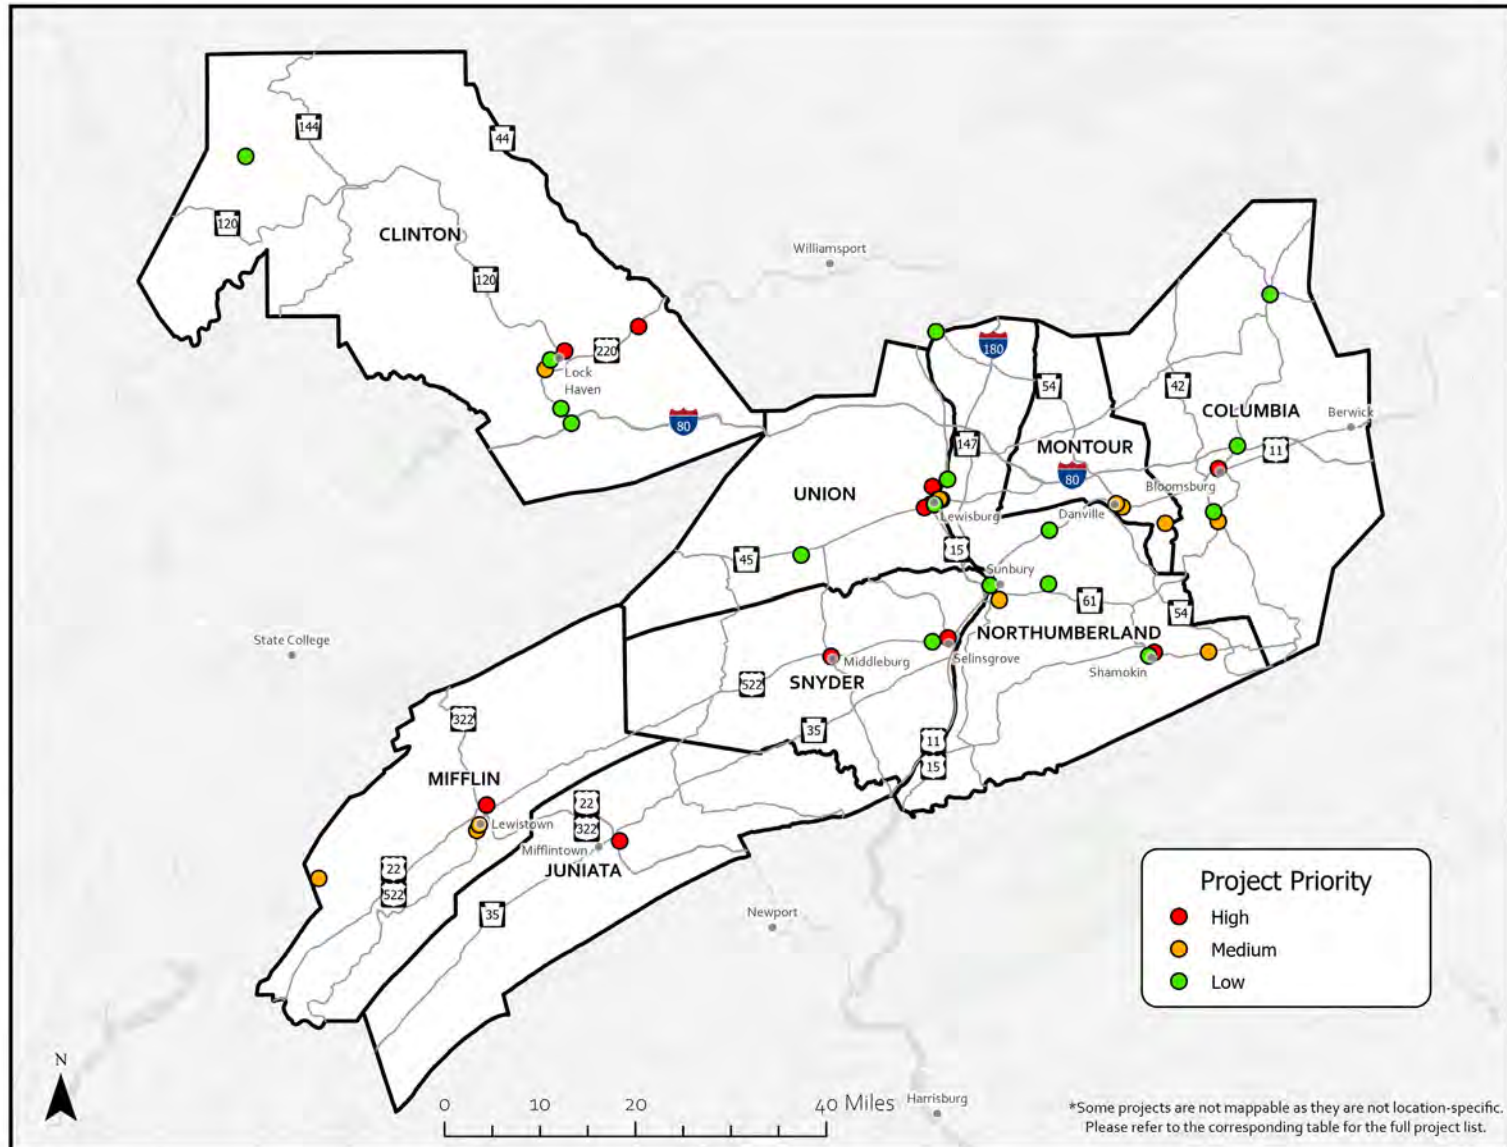 144
44
120
CLINTON
Williamsport
120
220
Lock
Haven
180
54
42
COLUMBIA
Berwick
80
147
MONTOUR
11
80
Bloomsburg
UNION
Lewisburg
Danville
45
15
Sunbury
61
54
State College
NORTHUMBERLAND
Middleburg
Selinsgrove
Shamokin
522
SNYDER
322
35
11
15
MIFFLIN
22
322
Lewistown
Mifflintown
JUNIATA
22
522
35
Newport
Project Priority
High
Medium
Low
N
0 10 20 40 Miles
Harrisburg
*Some projects are not mappable as they are not location-specific.
Please refer to the corresponding table for the full project list.